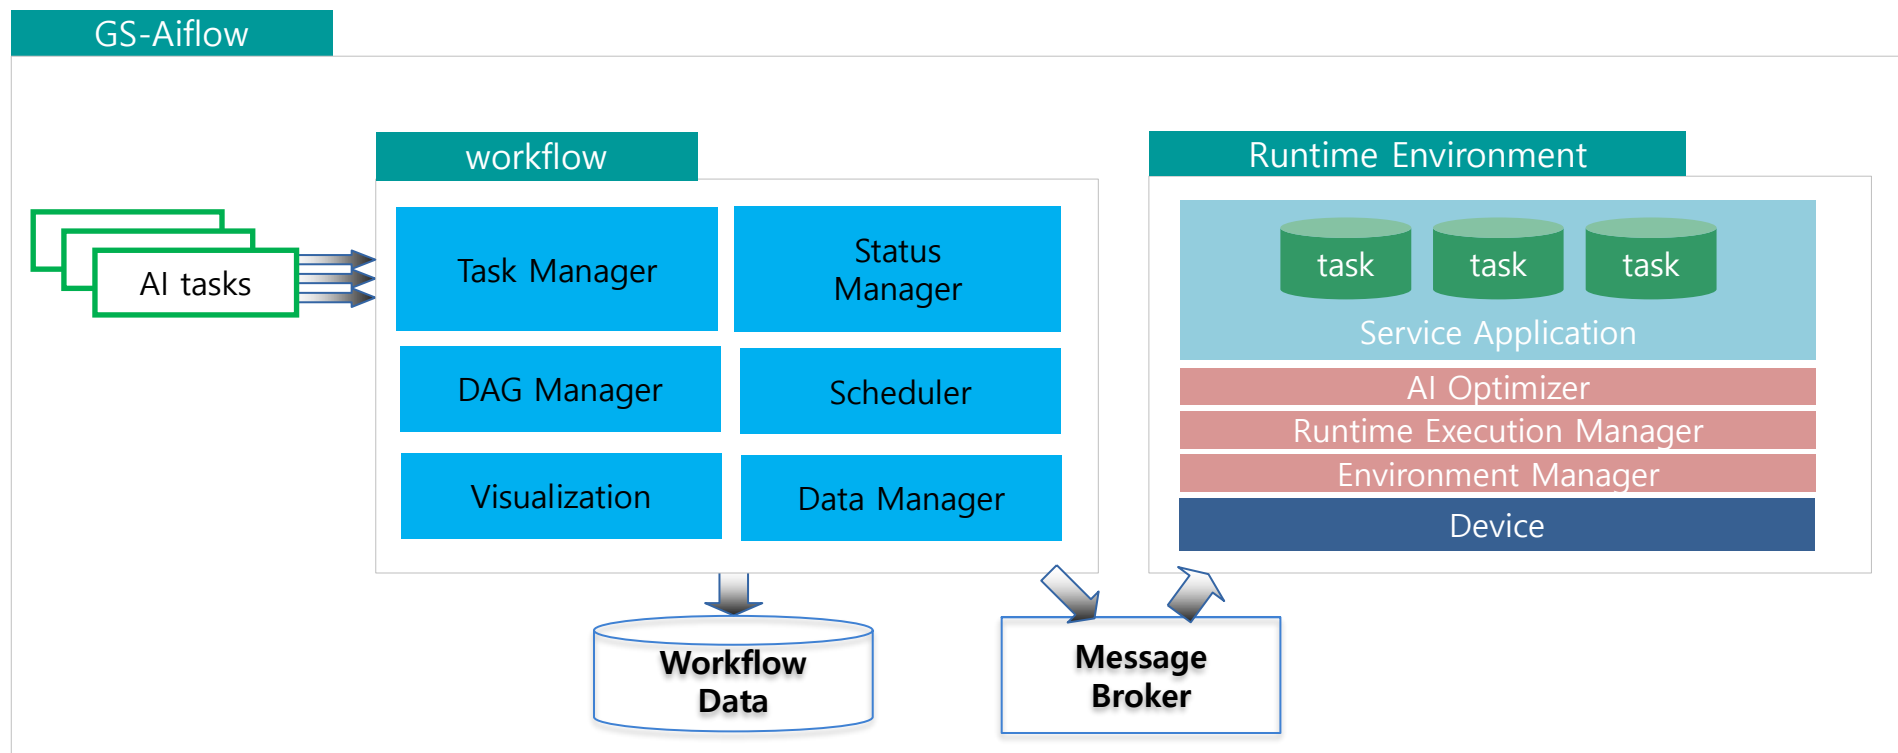 GS-Aiflow
workflow
Runtime Environment
AI tasks
Task Manager
Status
Manager
DAG Manager
Scheduler
Visualization
Data Manager
task
task
task
Service Application
AI Optimizer
Runtime Execution Manager
Environment Manager
Device
Workflow
Data
Message
Broker